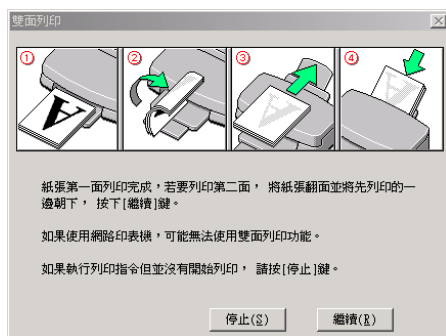 雙面列印
① ② ③ ④
A A
紙張第一面列印完成，若要列印第二面， 將紙張翻面並將先列印的一
邊朝下， 按下[繼續]鍵。
如果使用網路印表機，可能無法使用雙面列印功能。
如果執行列印指令但並沒有開始列印， 請按[停止]鍵。
停止(S) 繼續(R)